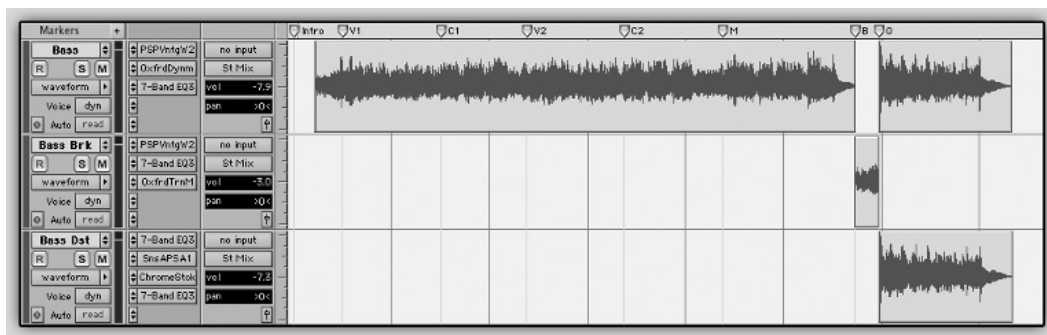 Markers + Intro V1 C1 V2 C2 M B O
Bass PSPVntgW2 no input
R S M OxfrdDynm St Mix
waveform 7-Band EQ3 vol -7.9
Voice dyn pan >0<
Auto read
Bass Brk PSPVntgW2 no input
R S M 7-Band EQ3 St Mix
waveform OxfrdTrnM vol -3.0
Voice dyn pan >0<
Auto read
Bass Dst 7-Band EQ3 no input
R S M SnsAPSA1 St Mix
waveform ChromeStok vol -7.3
Voice dyn 7-Band EQ3 pan >0<
Auto read